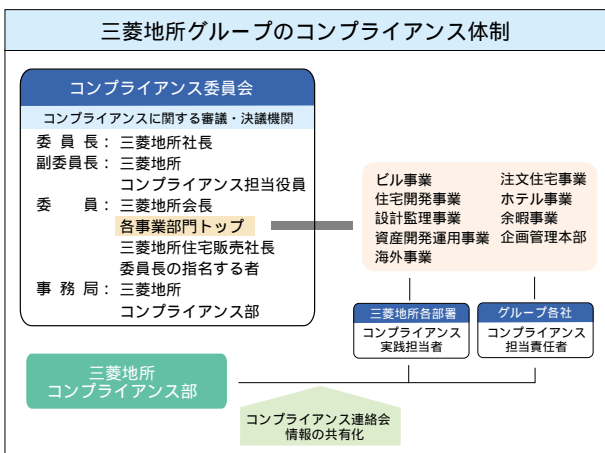 三菱地所グループのコンプライアンス体制
コンプライアンス委員会
コンプライアンスに関する審議・決議機関
委員長：三菱地所社長
副委員長：三菱地所
コンプライアンス担当役員
委　　員：三菱地所会長
各事業部門トップ
三菱地所住宅販売社長
委員長の指名する者
事務局：三菱地所
コンプライアンス部
ビル事業
住宅開発事業
設計監理事業
資産開発運用事業
海外事業
注文住宅事業
ホテル事業
余暇事業
企画管理本部
三菱地所各部署
コンプライアンス
実践担当者
グループ各社
コンプライアンス
担当責任者
三菱地所
コンプライアンス部
コンプライアンス連絡会
情報の共有化